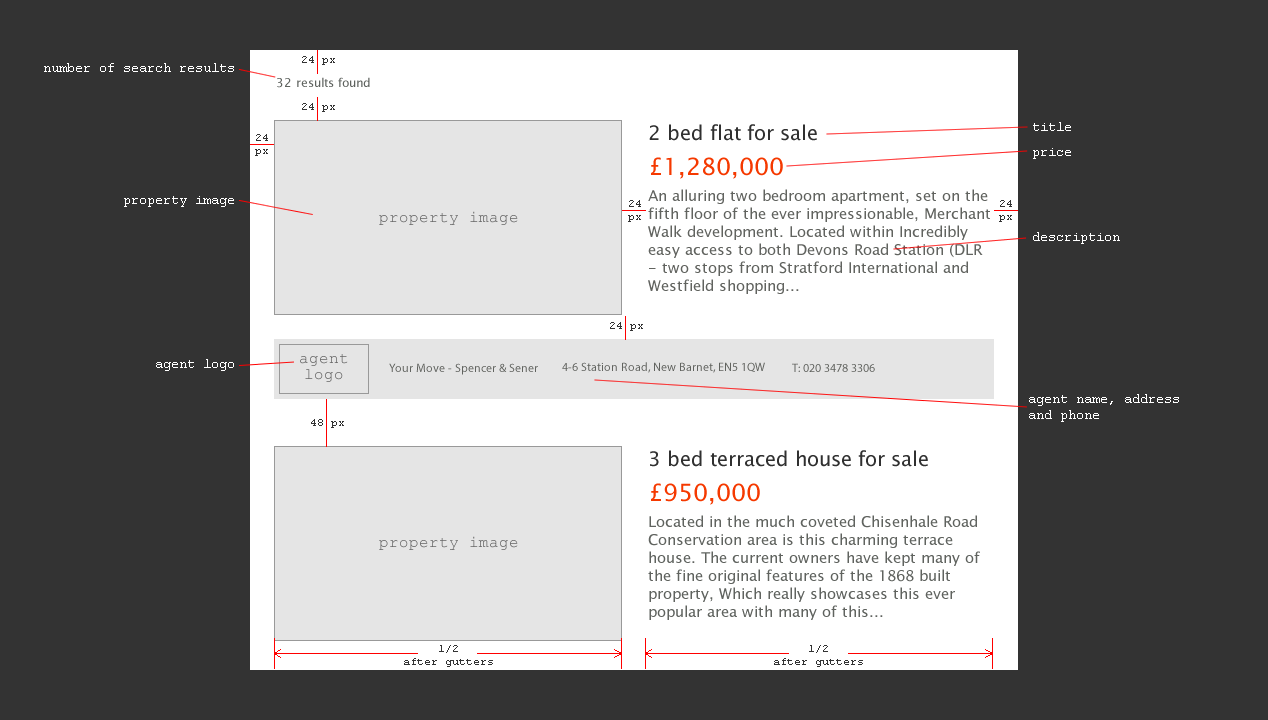 24 px
number of search results
32 results found
24 px
24
px
2 bed flat for sale
title
£1,280,000
price
property image
property image
24
px
An alluring two bedroom apartment, set on the
fifth floor of the ever impressionable, Merchant
Walk development. Located within Incredibly
easy access to both Devons Road Station (DLR
– two stops from Stratford International and
Westfield shopping...
24
px
description
24 px
agent logo
agent
logo
Your Move - Spencer & Sener
4-6 Station Road, New Barnet, EN5 1QW
T: 020 3478 3306
agent name, address
and phone
48 px
3 bed terraced house for sale
£950,000
property image
Located in the much coveted Chisenhale Road
Conservation area is this charming terrace
house. The current owners have kept many of
the fine original features of the 1868 built
property, Which really showcases this ever
popular area with many of this...
1/2
after gutters
1/2
after gutters